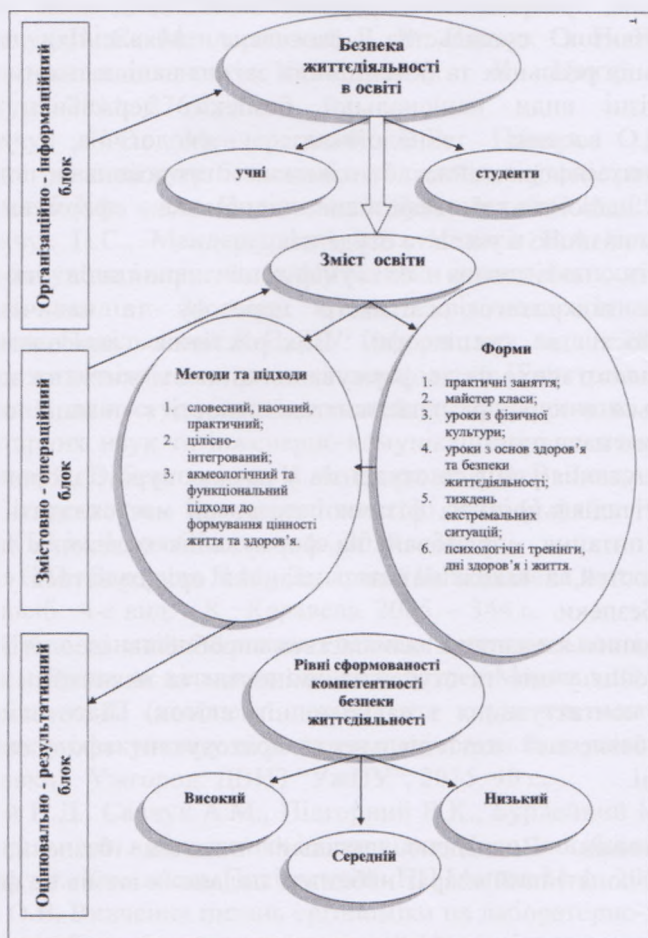 Організаційно - інформаційний
блок
Змістовно - операційний
блок
Оцінювально - результативний
блок
Безпека
життєдіяльності
в освіті
учні
студенти
Зміст освіти
Методи та підходи
1. словесний, наочний,
практичний;
2. цілісно-
інтегрований,
акмеологічний та
функціональний
підходи до
формування цінності
життя та здоров'я.
Форми
1. практичні заняття;
2. майстер класи;
3. уроки з фізичної
культури;
4. уроки з основ здоров'я
та безпеки
життєдіяльності;
5. тиждень
екстремальних
ситуацій;
6. психологічні тренінги,
дні здоров'я і життя.
Рівні сформованості
компетентності
безпеки
життєдіяльності
Високий
Низький
Середній